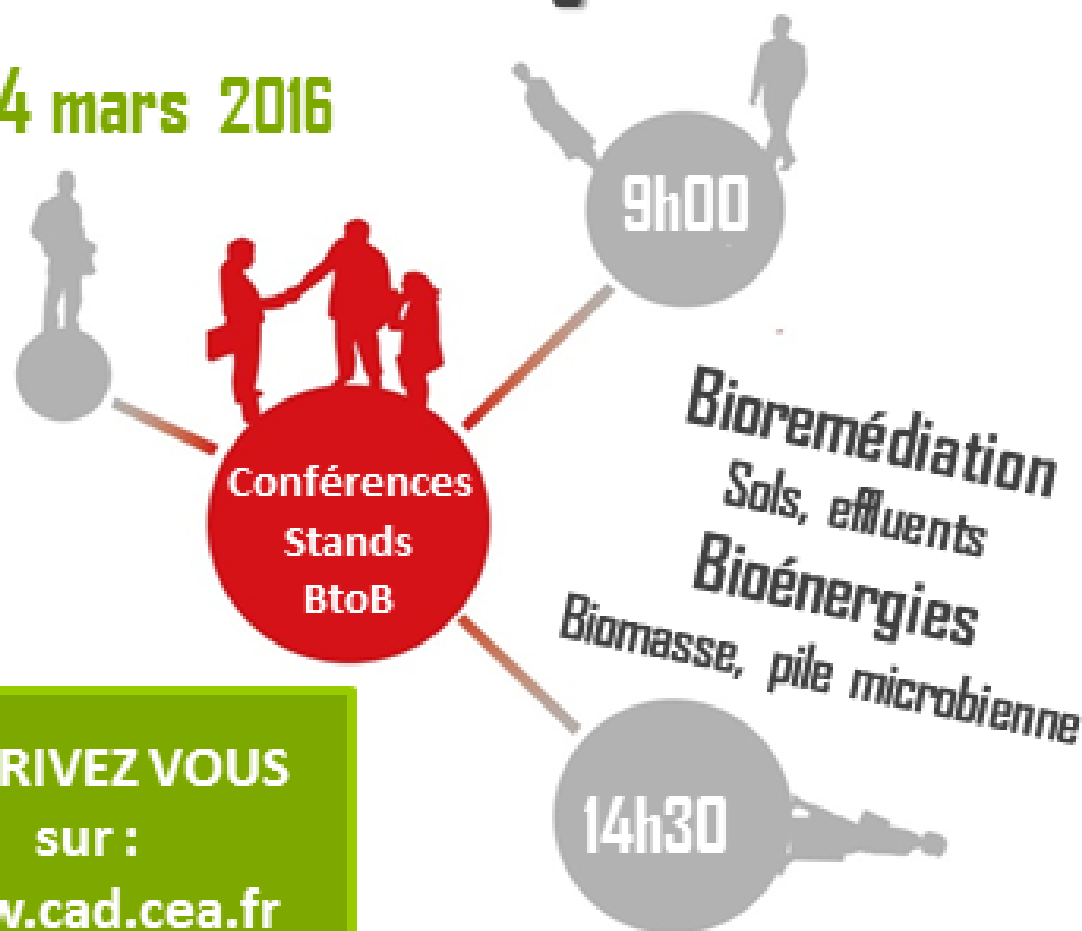 4 mars 2016
9h00
Conférences
Stands
BtoB
Bioremédiation
Sols, effluents
Bioénergies
Biomasse, pile microbienne
14h30
RIVEZ VOUS
sur :
w.cad.cea.fr